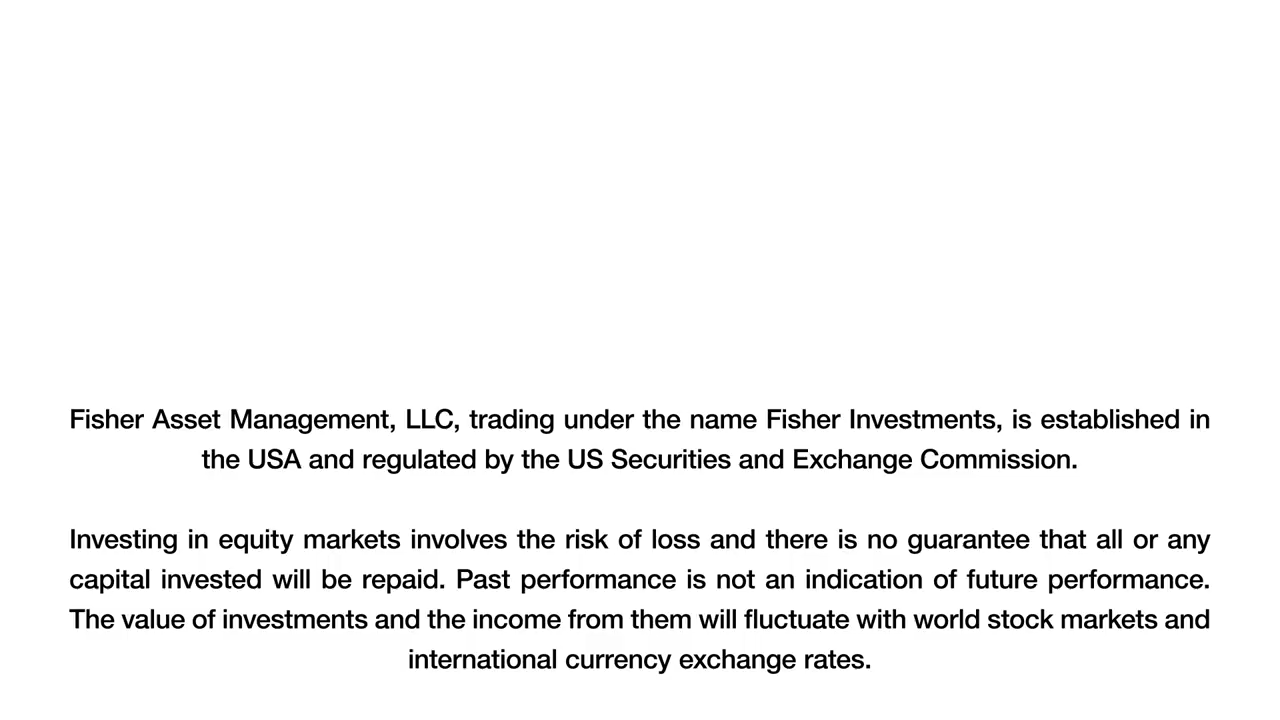 Fisher Asset Management, LLC, trading under the name Fisher Investments, is established in
the USA and regulated by the US Securities and Exchange Commission.
Investing in equity markets involves the risk of loss and there is no guarantee that all or any
capital invested will be repaid. Past performance is not an indication of future performance.
The value of investments and the income from them will fluctuate with world stock markets and
international currency exchange rates.